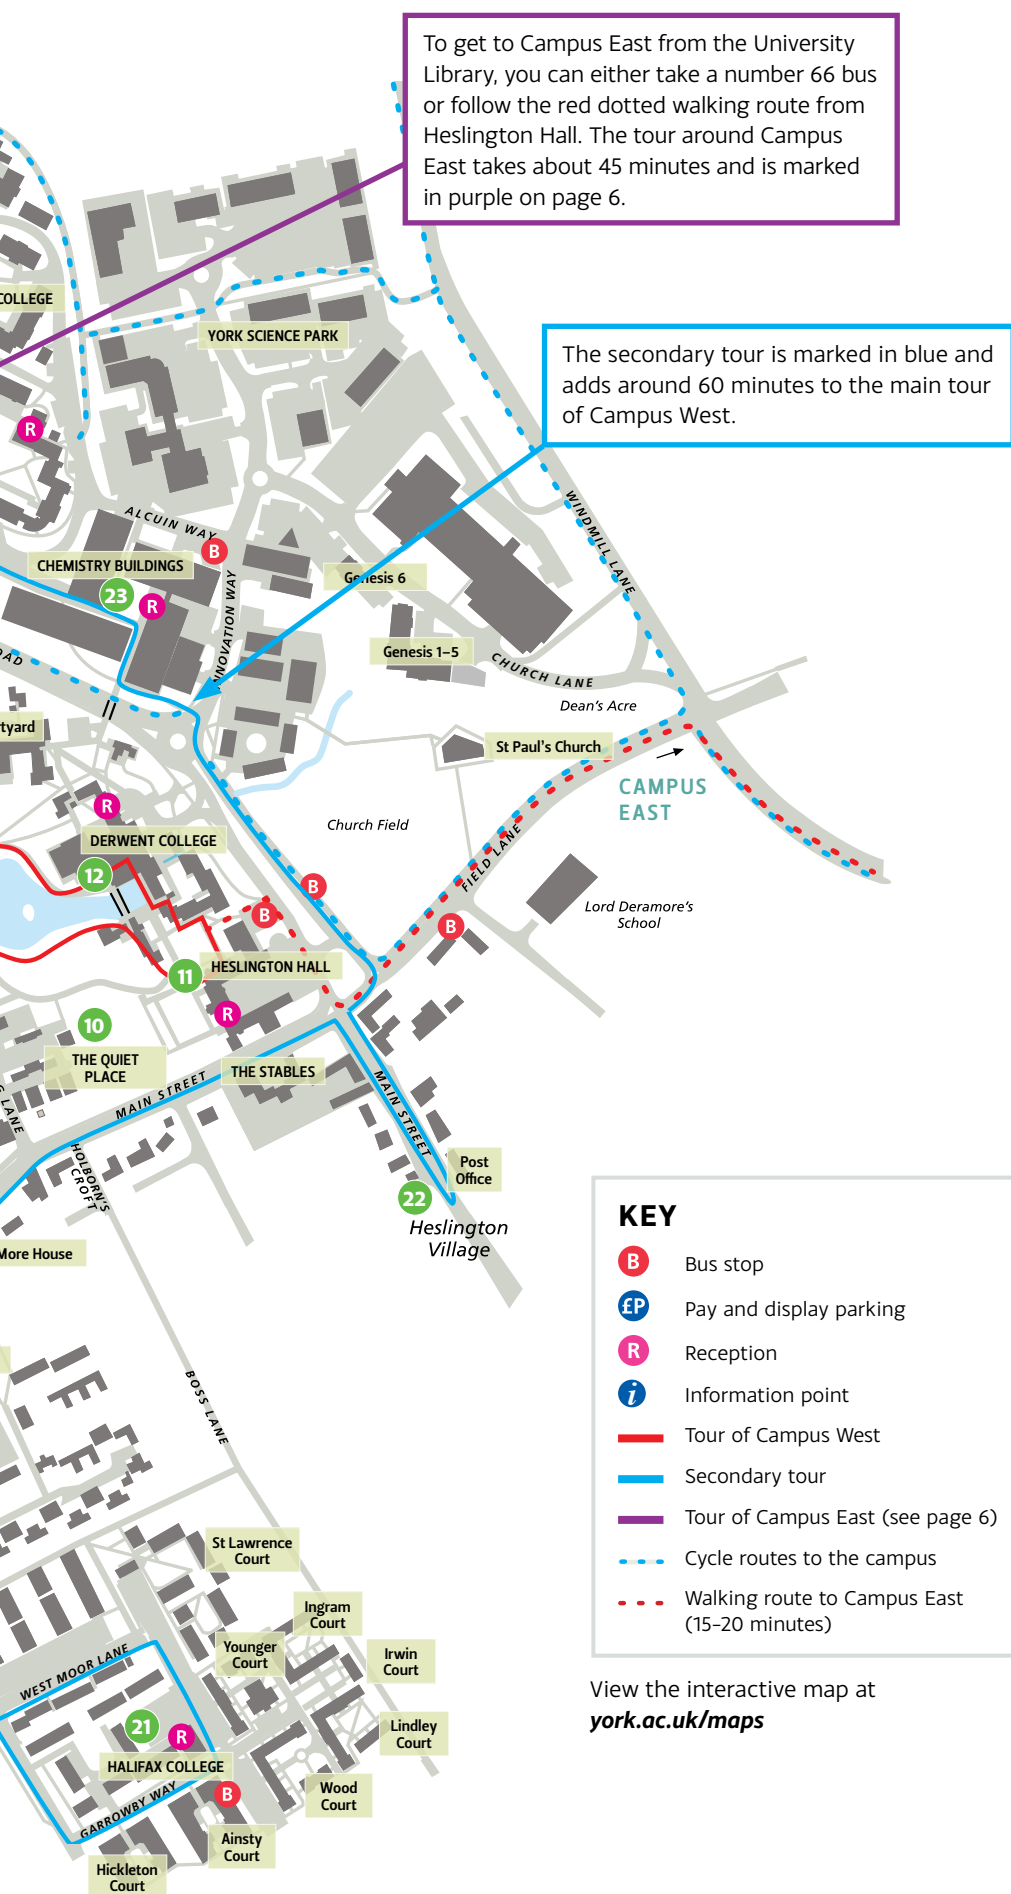 To get to Campus East from the University
Library, you can either take a number 66 bus
or follow the red dotted walking route from
Heslington Hall. The tour around Campus
East takes about 45 minutes and is marked
in purple on page 6.
COLLEGE
YORK SCIENCE PARK
The secondary tour is marked in blue and
adds around 60 minutes to the main tour
of Campus West.
R
WINDMILL LANE
ALCUIN WAY
B
CHEMISTRY BUILDINGS
23
R
Genesis 6
INNOVATION WAY
Genesis 1–5
CHURCH LANE
OAD
Dean's Acre
tyard
St Paul's Church
CAMPUS
EAST
R
Church Field
DERWENT COLLEGE
12
FIELD LANE
B
B
B
Lord Deramore's
School
11
HESLINGTON HALL
R
10
THE QUIET
PLACE
THE STABLES
MAIN STREET
MAIN STREET
G LANE
HOLBORN'S
CROFT
Post
Office
22
Heslington
Village
More House
KEY
B Bus stop
£P Pay and display parking
R Reception
i Information point
Tour of Campus West
Secondary tour
Tour of Campus East (see page 6)
Cycle routes to the campus
Walking route to Campus East
(15–20 minutes)
BOSS LANE
St Lawrence
Court
Ingram
Court
Younger
Court
Irwin
Court
WEST MOOR LANE
View the interactive map at
york.ac.uk/maps
21
R
Lindley
Court
HALIFAX COLLEGE
B
Wood
Court
GARROWBY WAY
Ainsty
Court
Hickleton
Court